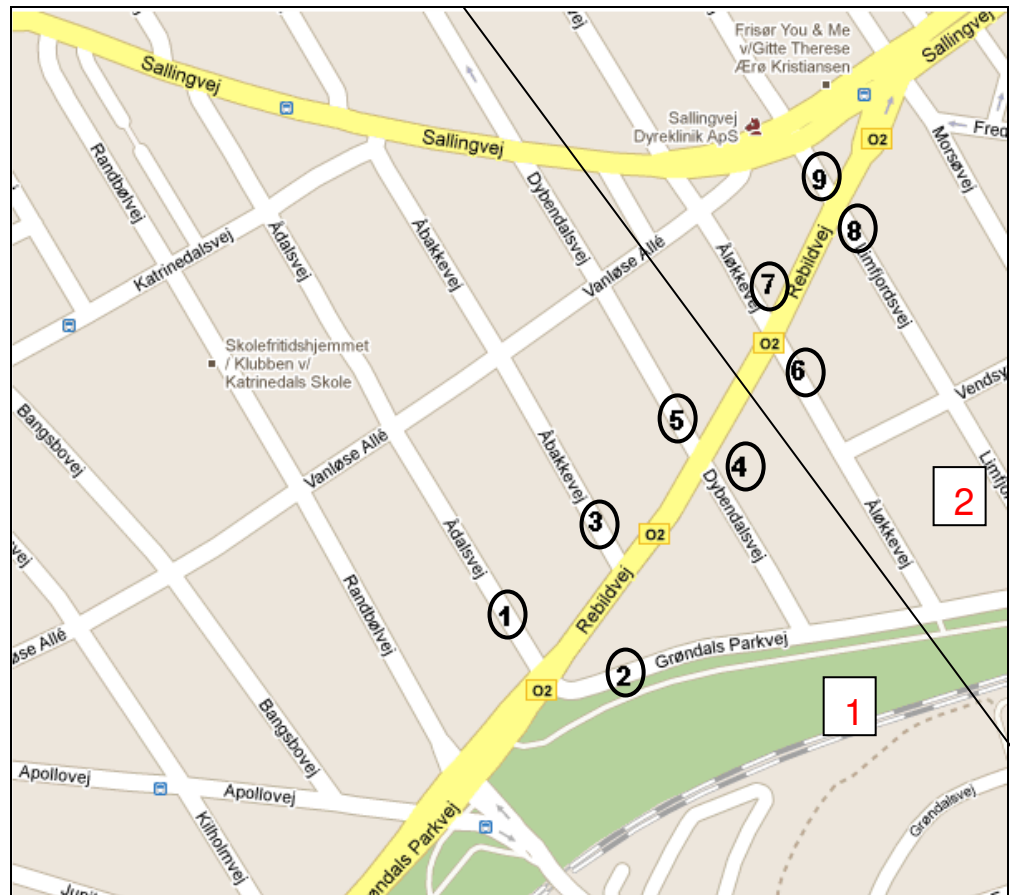 Sallingvej
Frisør You & Me
v/Gitte Therese
Ærø Kristiansen
Sallingvej
Sallingvej
Dyreklinik ApS
Sallingvej
O2
Fred
Morsøvej
Randbølvej
Dybendalsvej
9
8
Ådalsvej
Åbakkevej
Katrinedalsvej
Vanløse Allé
Åløkkevej
7
Rebildvej
Limfjordsvej
Skolefritidshjemmet
/ Klubben v/
Katrinedals Skole
O2
6
Vendsy
Bangsbovej
5
Vanløse Allé
Åbakkevej
4
Dybendalsvej
Limfjor
2
3
O2
Åløkkevej
Ådalsvej
Rebildvej
1
Randbølvej
øse Allé
2
Grøndals Parkvej
O2
1
Bangsbovej
Apollovej
Apollovej
Kilholmvej
Grøndalsvej
øndals Parkvej